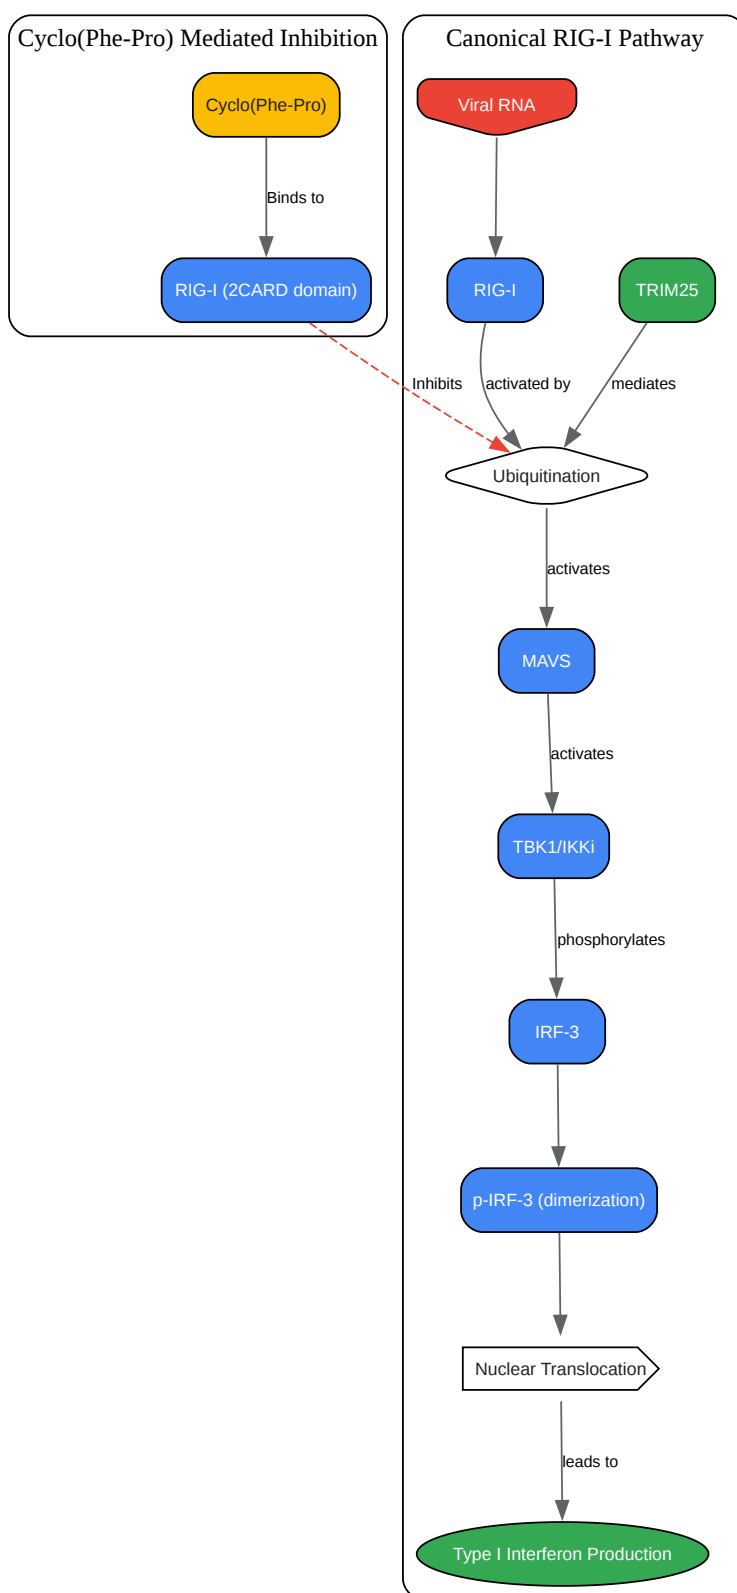 Cyclo(Phe-Pro) Mediated Inhibition
Canonical RIG-I Pathway
Cyclo(Phe-Pro)
Viral RNA
Binds to
RIG-I (2CARD domain)
RIG-I
TRIM25
Inhibits
activated by
mediates
Ubiquitination
activates
MAVS
activates
TBK1/IKKi
phosphorylates
IRF-3
p-IRF-3 (dimerization)
Nuclear Translocation
leads to
Type I Interferon Production